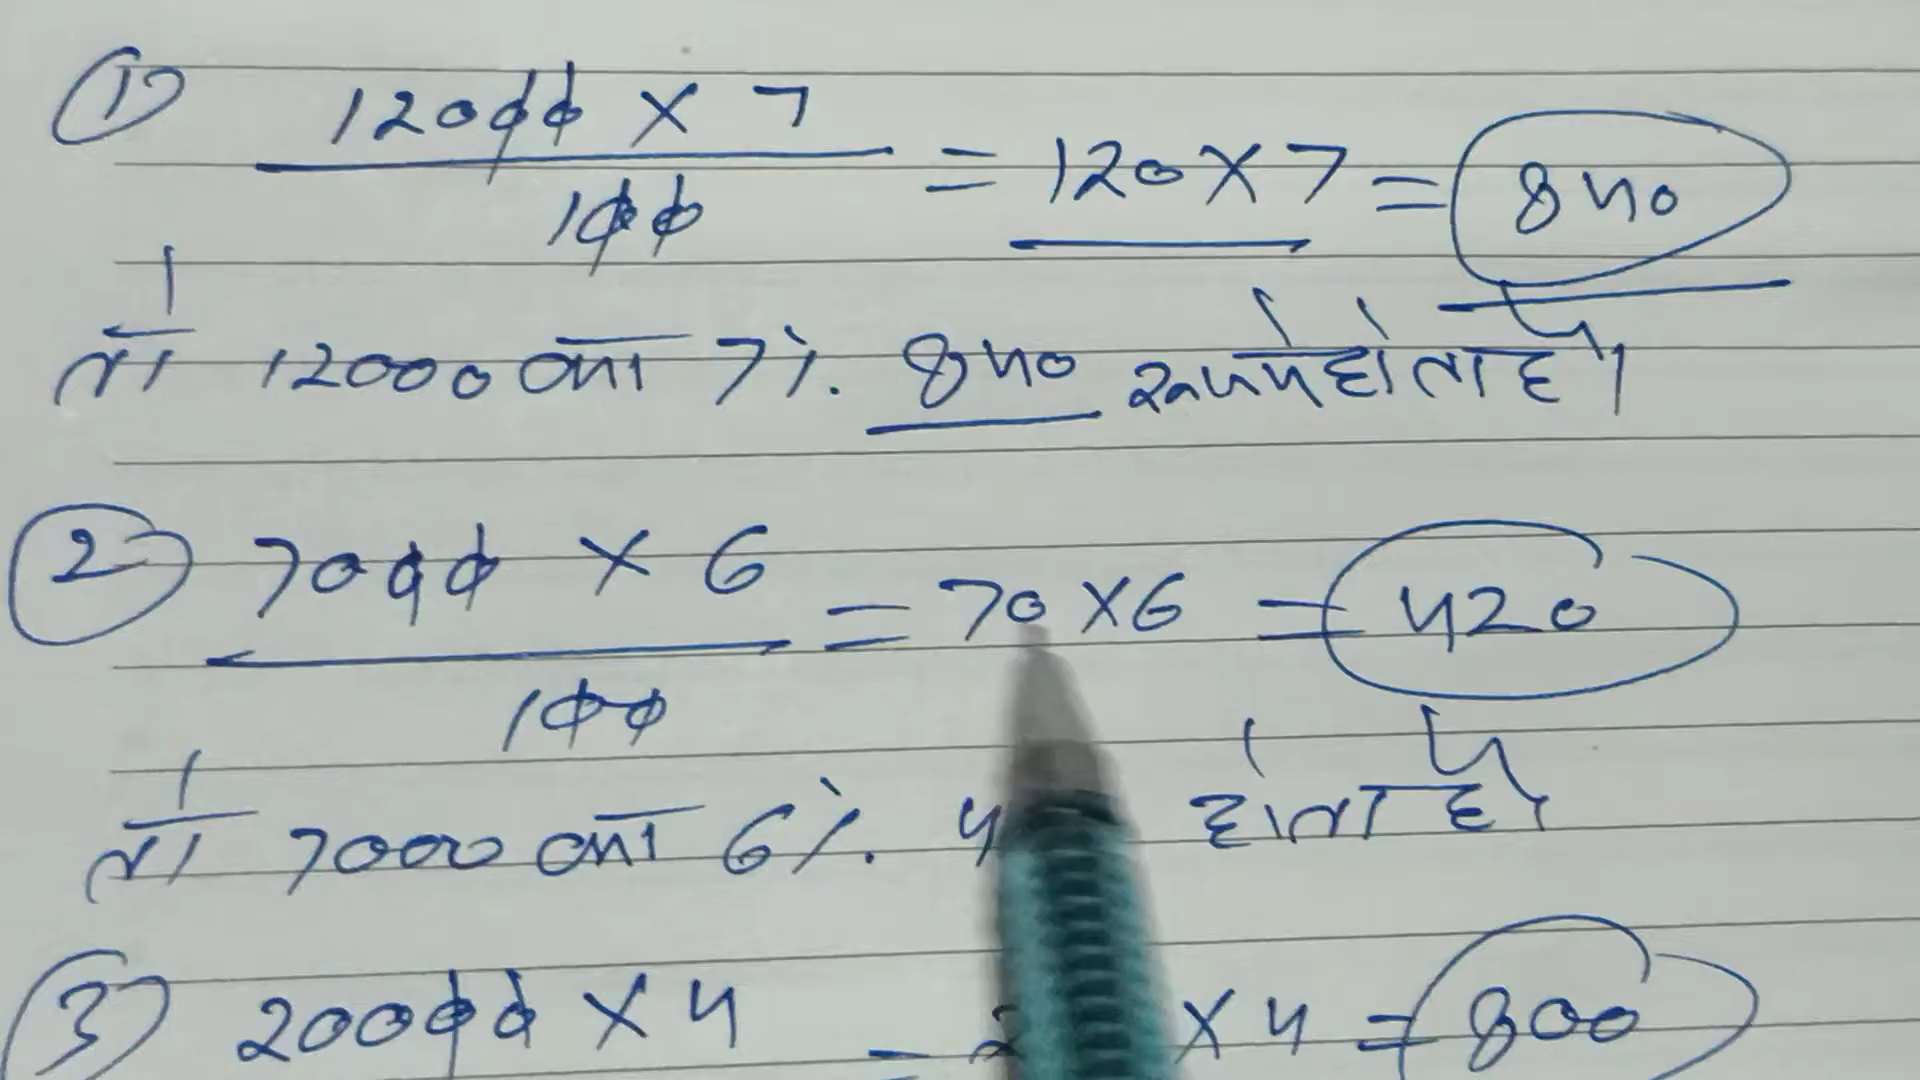 ① 12000 × 7 / 100 = 120 × 7 = 840
तो 12000 का 7%. 840 रूपये होता है।
② 7000 × 6 / 100 = 70 × 6 = 420
तो 7000 का 6%. 4 होता है।
③ 20000 × 4 = × 4 = 800